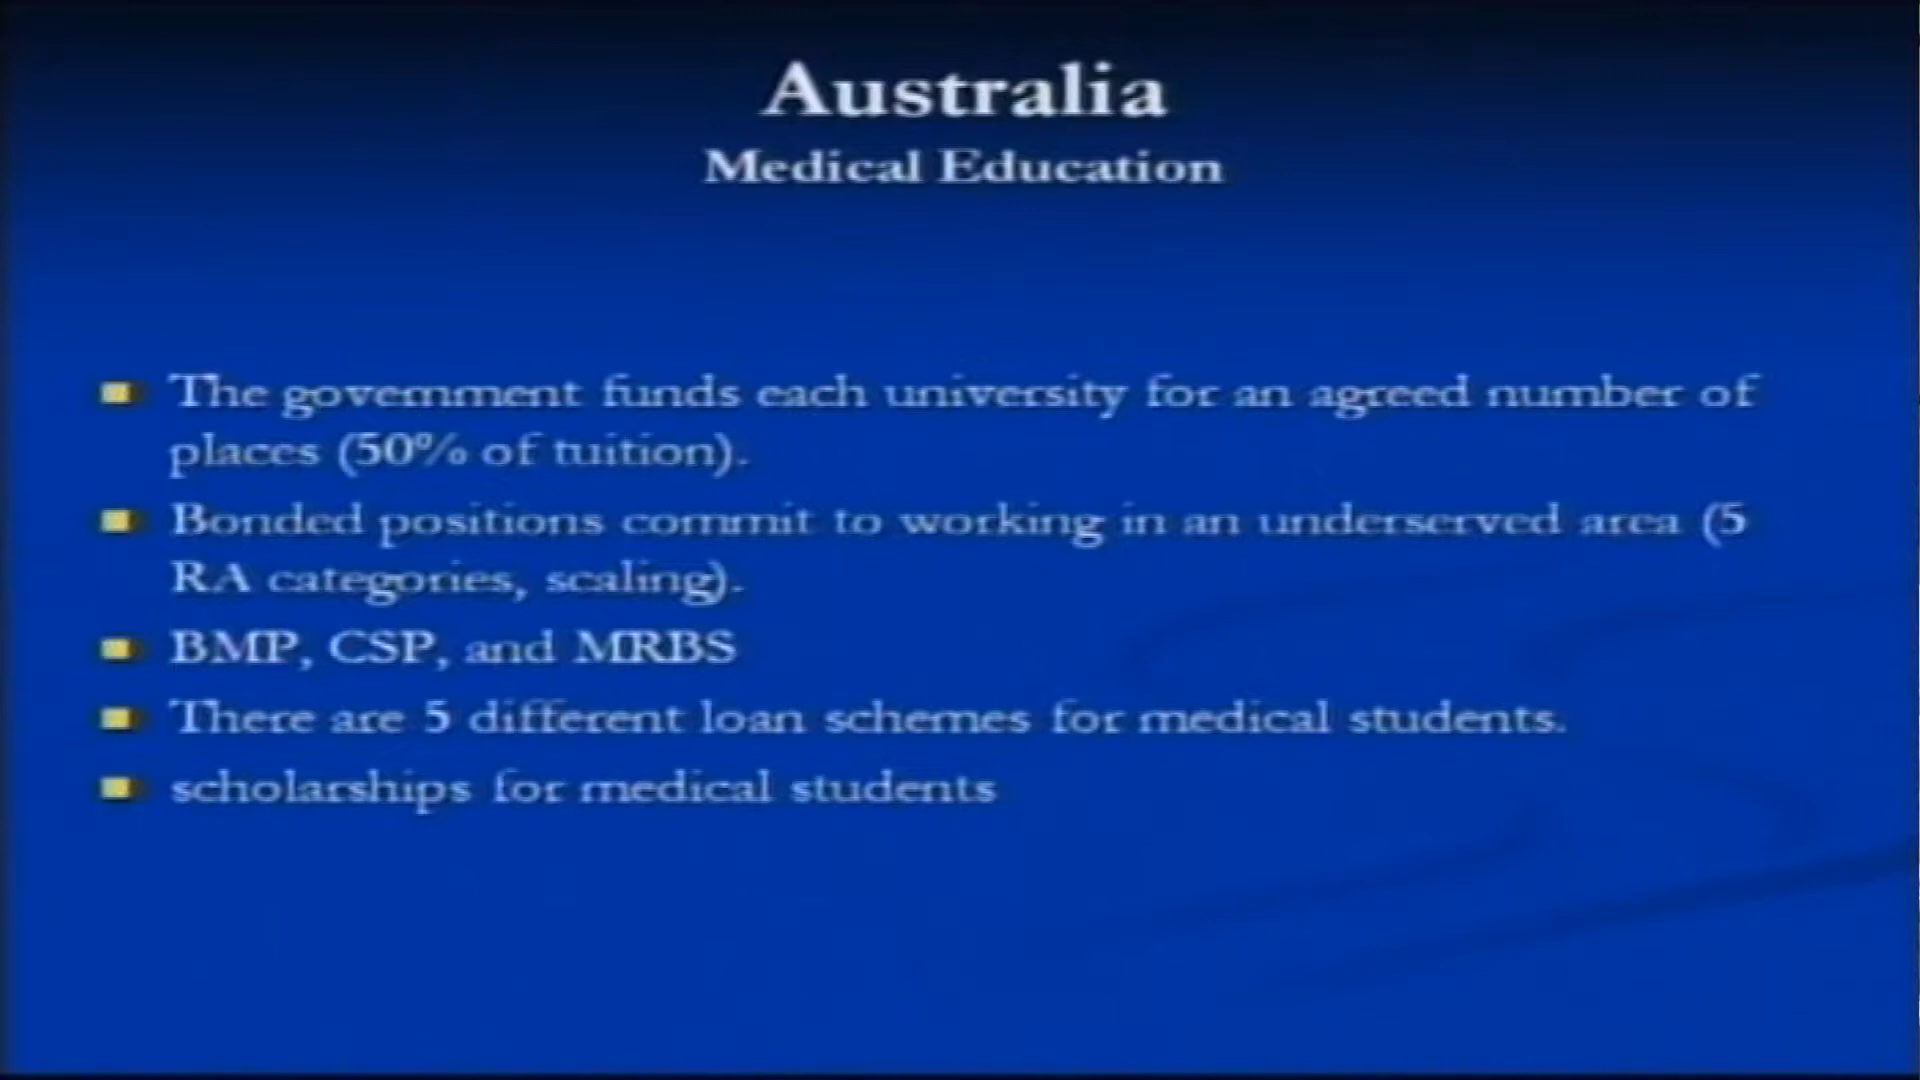 Australia
Medical Education
The government funds each university for an agreed number of
places (50% of tuition).
Bonded positions commit to working in an underserved area (5
RA categories, scaling).
BMP, CSP, and MRBS
There are 5 different loan schemes for medical students.
scholarships for medical students